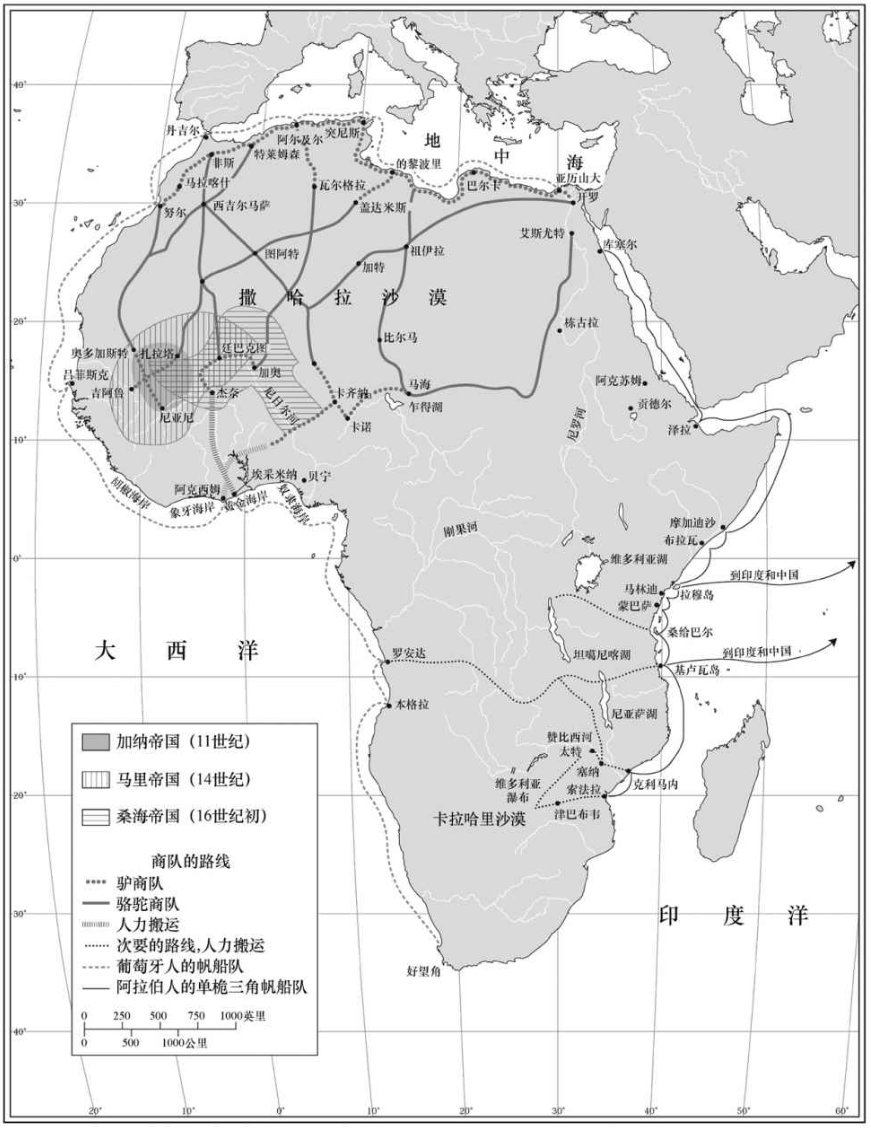 40°
地中海
丹吉尔
阿尔及尔
突尼斯
菲斯
特莱姆森
的黎波里
亚历山大
马拉喀什
瓦尔格拉
巴尔卡
开罗
30°
努尔
西吉尔马萨
盖达米斯
艾斯尤特
库塞尔
图阿特
加特
祖伊拉
撒哈拉沙漠
20°
栋古拉
比尔马
奥多加斯特
扎拉塔
廷巴克图
吕菲斯克
加奥
马海
阿克苏姆
吉阿鲁
杰奈
尼日尔河
卡齐纳
乍得湖
贡德尔
尼亚尼
卡诺
尼罗河
泽拉
10°
胡椒海岸
阿克西姆
埃采米纳
贝宁
象牙海岸
黄金海岸
奴隶海岸
刚果河
摩加迪沙
布拉瓦
0°
维多利亚湖
到印度和中国
马林迪
拉穆岛
蒙巴萨
大西洋
桑给巴尔
罗安达
坦噶尼喀湖
到印度和中国
10°
基卢瓦岛
本格拉
尼亚萨湖
赞比西河
太特
塞纳
维多利亚
瀑布
克利马内
索法拉
20°
卡拉哈里沙漠
津巴布韦
30°
印度洋
好望角
40°
加纳帝国（11世纪）
马里帝国（14世纪）
桑海帝国（16世纪初）
商队的路线
驴商队
骆驼商队
人力搬运
次要的路线,人力搬运
葡萄牙人的帆船队
阿拉伯人的单桅三角帆船队
0 250 500 750 1000英里
0 500 1000公里
20° 10° 0° 10° 20° 30° 40° 50° 60°